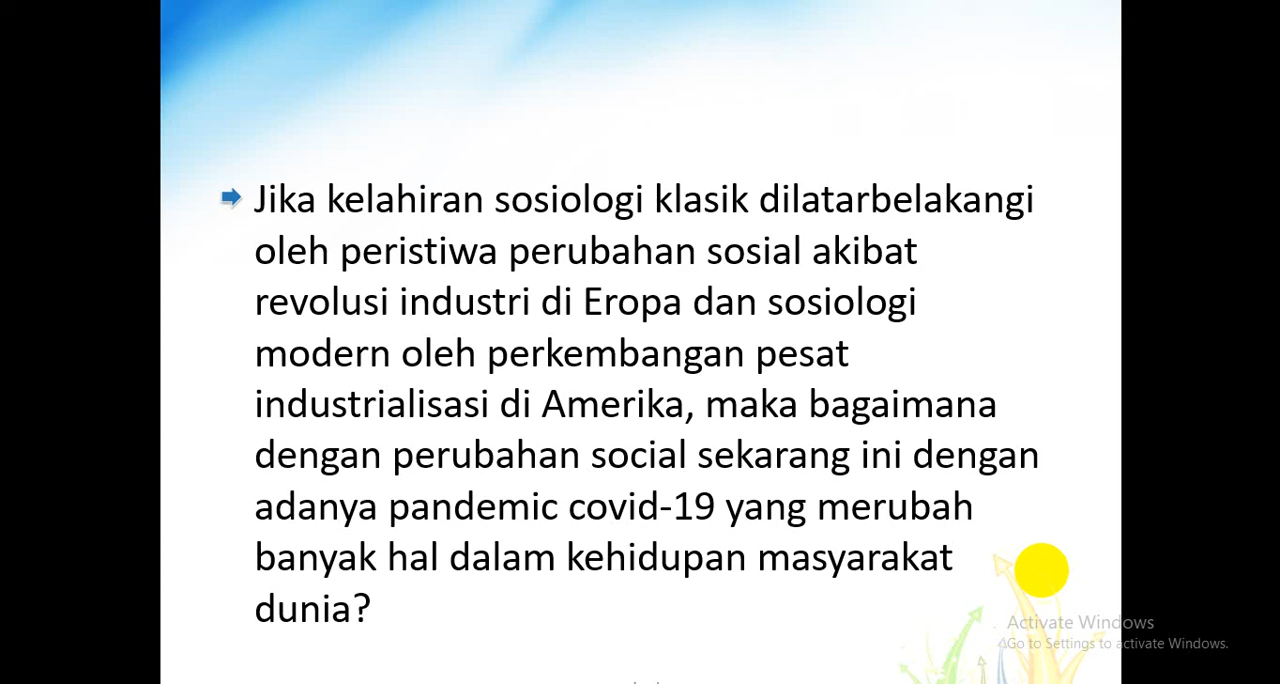 Jika kelahiran sosiologi klasik dilatarbelakangi
oleh peristiwa perubahan sosial akibat
revolusi industri di Eropa dan sosiologi
modern oleh perkembangan pesat
industrialisasi di Amerika, maka bagaimana
dengan perubahan social sekarang ini dengan
adanya pandemic covid-19 yang merubah
banyak hal dalam kehidupan masyarakat
dunia?
Activate Windows
Go to Settings to activate Windows.